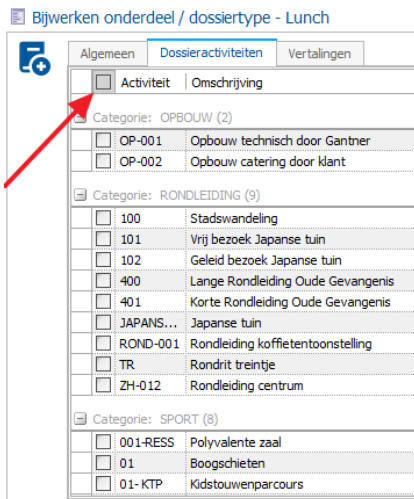 Bijwerken onderdeel / dossiertype - Lunch
Algemeen Dossieractiviteiten Vertalingen
Activiteit Omschrijving
Categorie: OPBOUW (2)
OP-001 Opbouw technisch door Gantner
OP-002 Opbouw catering door klant
Categorie: RONDLEIDING (9)
100 Stadswandeling
101 Vrij bezoek Japanse tuin
102 Geleid bezoek Japanse tuin
400 Lange Rondleiding Oude Gevangenis
401 Korte Rondleiding Oude Gevangenis
JAPANS... Japanse tuin
ROND-001 Rondleiding koffietentoonstelling
TR Rondrit treintje
ZH-012 Rondleiding centrum
Categorie: SPORT (8)
001-RESS Polyvalente zaal
01 Boogschieten
01- KTP Kidstouwenparcours